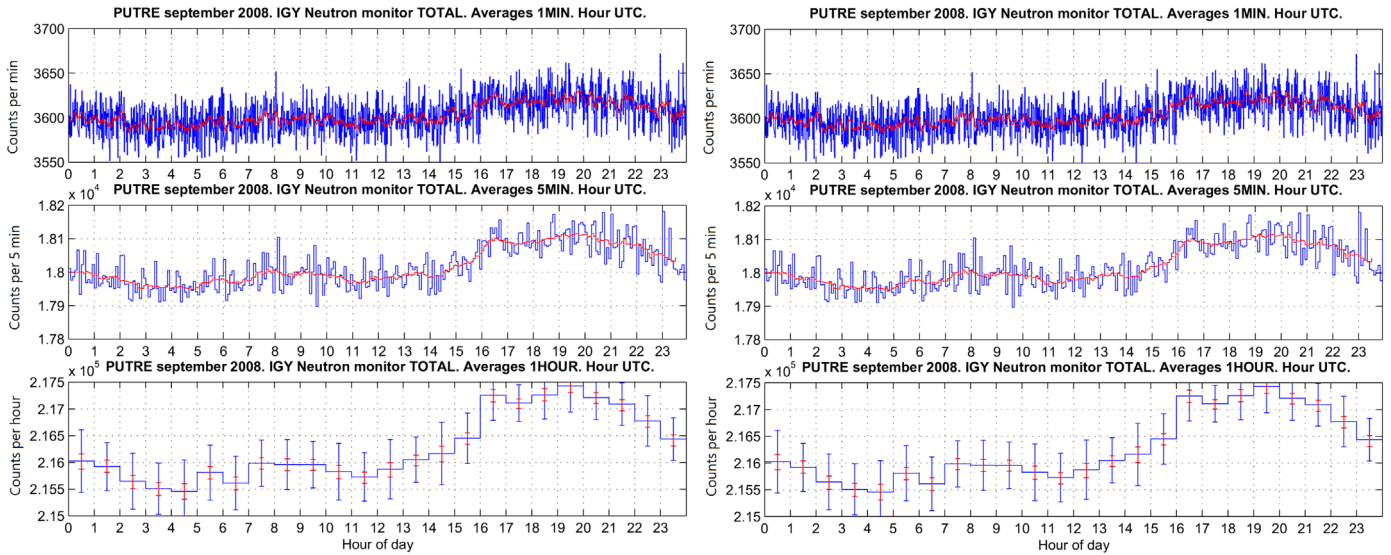 PUTRE september 2008. IGY Neutron monitor TOTAL. Averages 1MIN. Hour UTC.
3700
3650
3600
3550
Counts per min
0 1 2 3 4 5 6 7 8 9 10 11 12 13 14 15 16 17 18 19 20 21 22 23
x 10^4
PUTRE september 2008. IGY Neutron monitor TOTAL. Averages 5MIN. Hour UTC.
1.82
1.81
1.8
1.79
1.78
Counts per 5 min
0 1 2 3 4 5 6 7 8 9 10 11 12 13 14 15 16 17 18 19 20 21 22 23
x 10^5
PUTRE september 2008. IGY Neutron monitor TOTAL. Averages 1HOUR. Hour UTC.
2.175
2.17
2.165
2.16
2.155
2.15
Counts per hour
0 1 2 3 4 5 6 7 8 9 10 11 12 13 14 15 16 17 18 19 20 21 22 23
Hour of day
PUTRE september 2008. IGY Neutron monitor TOTAL. Averages 1MIN. Hour UTC.
3700
3650
3600
3550
Counts per min
0 1 2 3 4 5 6 7 8 9 10 11 12 13 14 15 16 17 18 19 20 21 22 23
x 10^4
PUTRE september 2008. IGY Neutron monitor TOTAL. Averages 5MIN. Hour UTC.
1.82
1.81
1.8
1.79
1.78
Counts per 5 min
0 1 2 3 4 5 6 7 8 9 10 11 12 13 14 15 16 17 18 19 20 21 22 23
x 10^5
PUTRE september 2008. IGY Neutron monitor TOTAL. Averages 1HOUR. Hour UTC.
2.175
2.17
2.165
2.16
2.155
2.15
Counts per hour
0 1 2 3 4 5 6 7 8 9 10 11 12 13 14 15 16 17 18 19 20 21 22 23
Hour of day